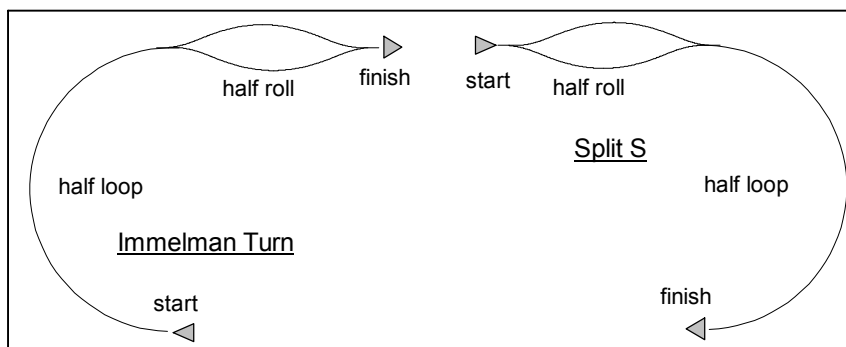 half roll
finish
half loop
Immelman Turn
start
start
half roll
Split S
half loop
finish